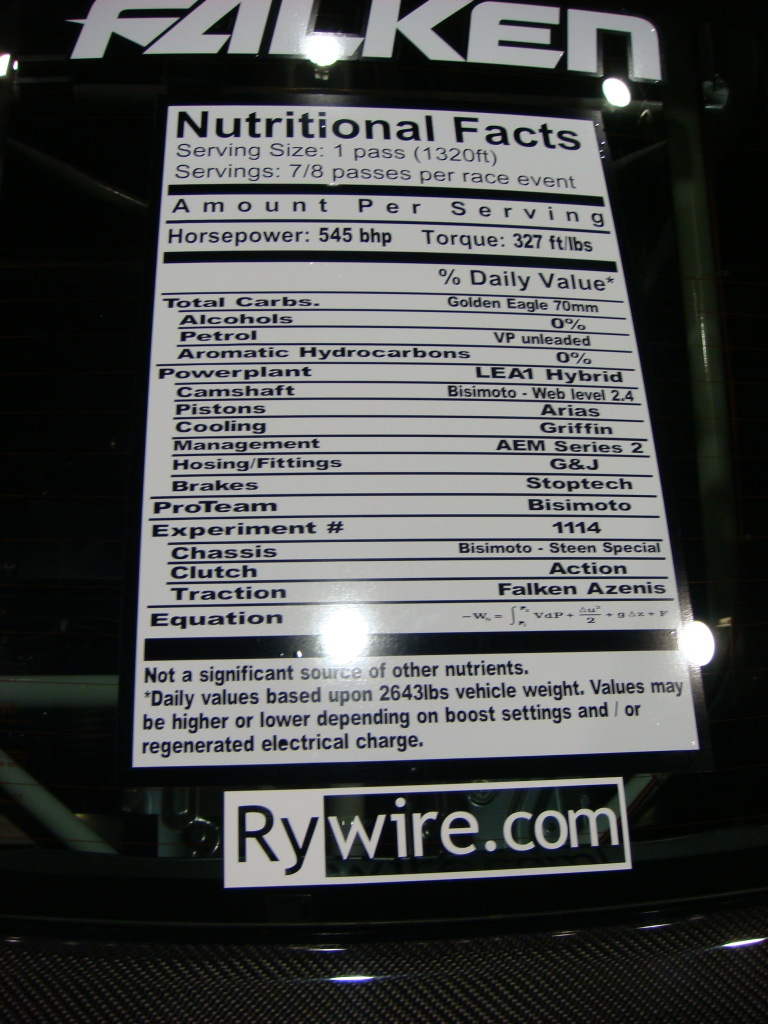 FALKEN
Nutritional Facts
Serving Size: 1 pass (1320ft)
Servings: 7/8 passes per race event
Amount Per Serving
Horsepower: 545 bhp Torque: 327 ft/lbs
% Daily Value*
Total Carbs. Golden Eagle 70mm
Alcohols 0%
Petrol VP unleaded
Aromatic Hydrocarbons 0%
Powerplant LEA1 Hybrid
Camshaft Bisimoto - Web level 2.4
Pistons Arias
Cooling Griffin
Management AEM Series 2
Hosing/Fittings G&J
Brakes Stoptech
ProTeam Bisimoto
Experiment # 1114
Chassis Bisimoto - Steen Special
Clutch Action
Traction Falken Azenis
Equation -Wₛ = ∫ VdP + Δu²/2 + gΔz + F
Not a significant source of other nutrients.
*Daily values based upon 2643lbs vehicle weight. Values may
be higher or lower depending on boost settings and / or
regenerated electrical charge.
Rywire.com